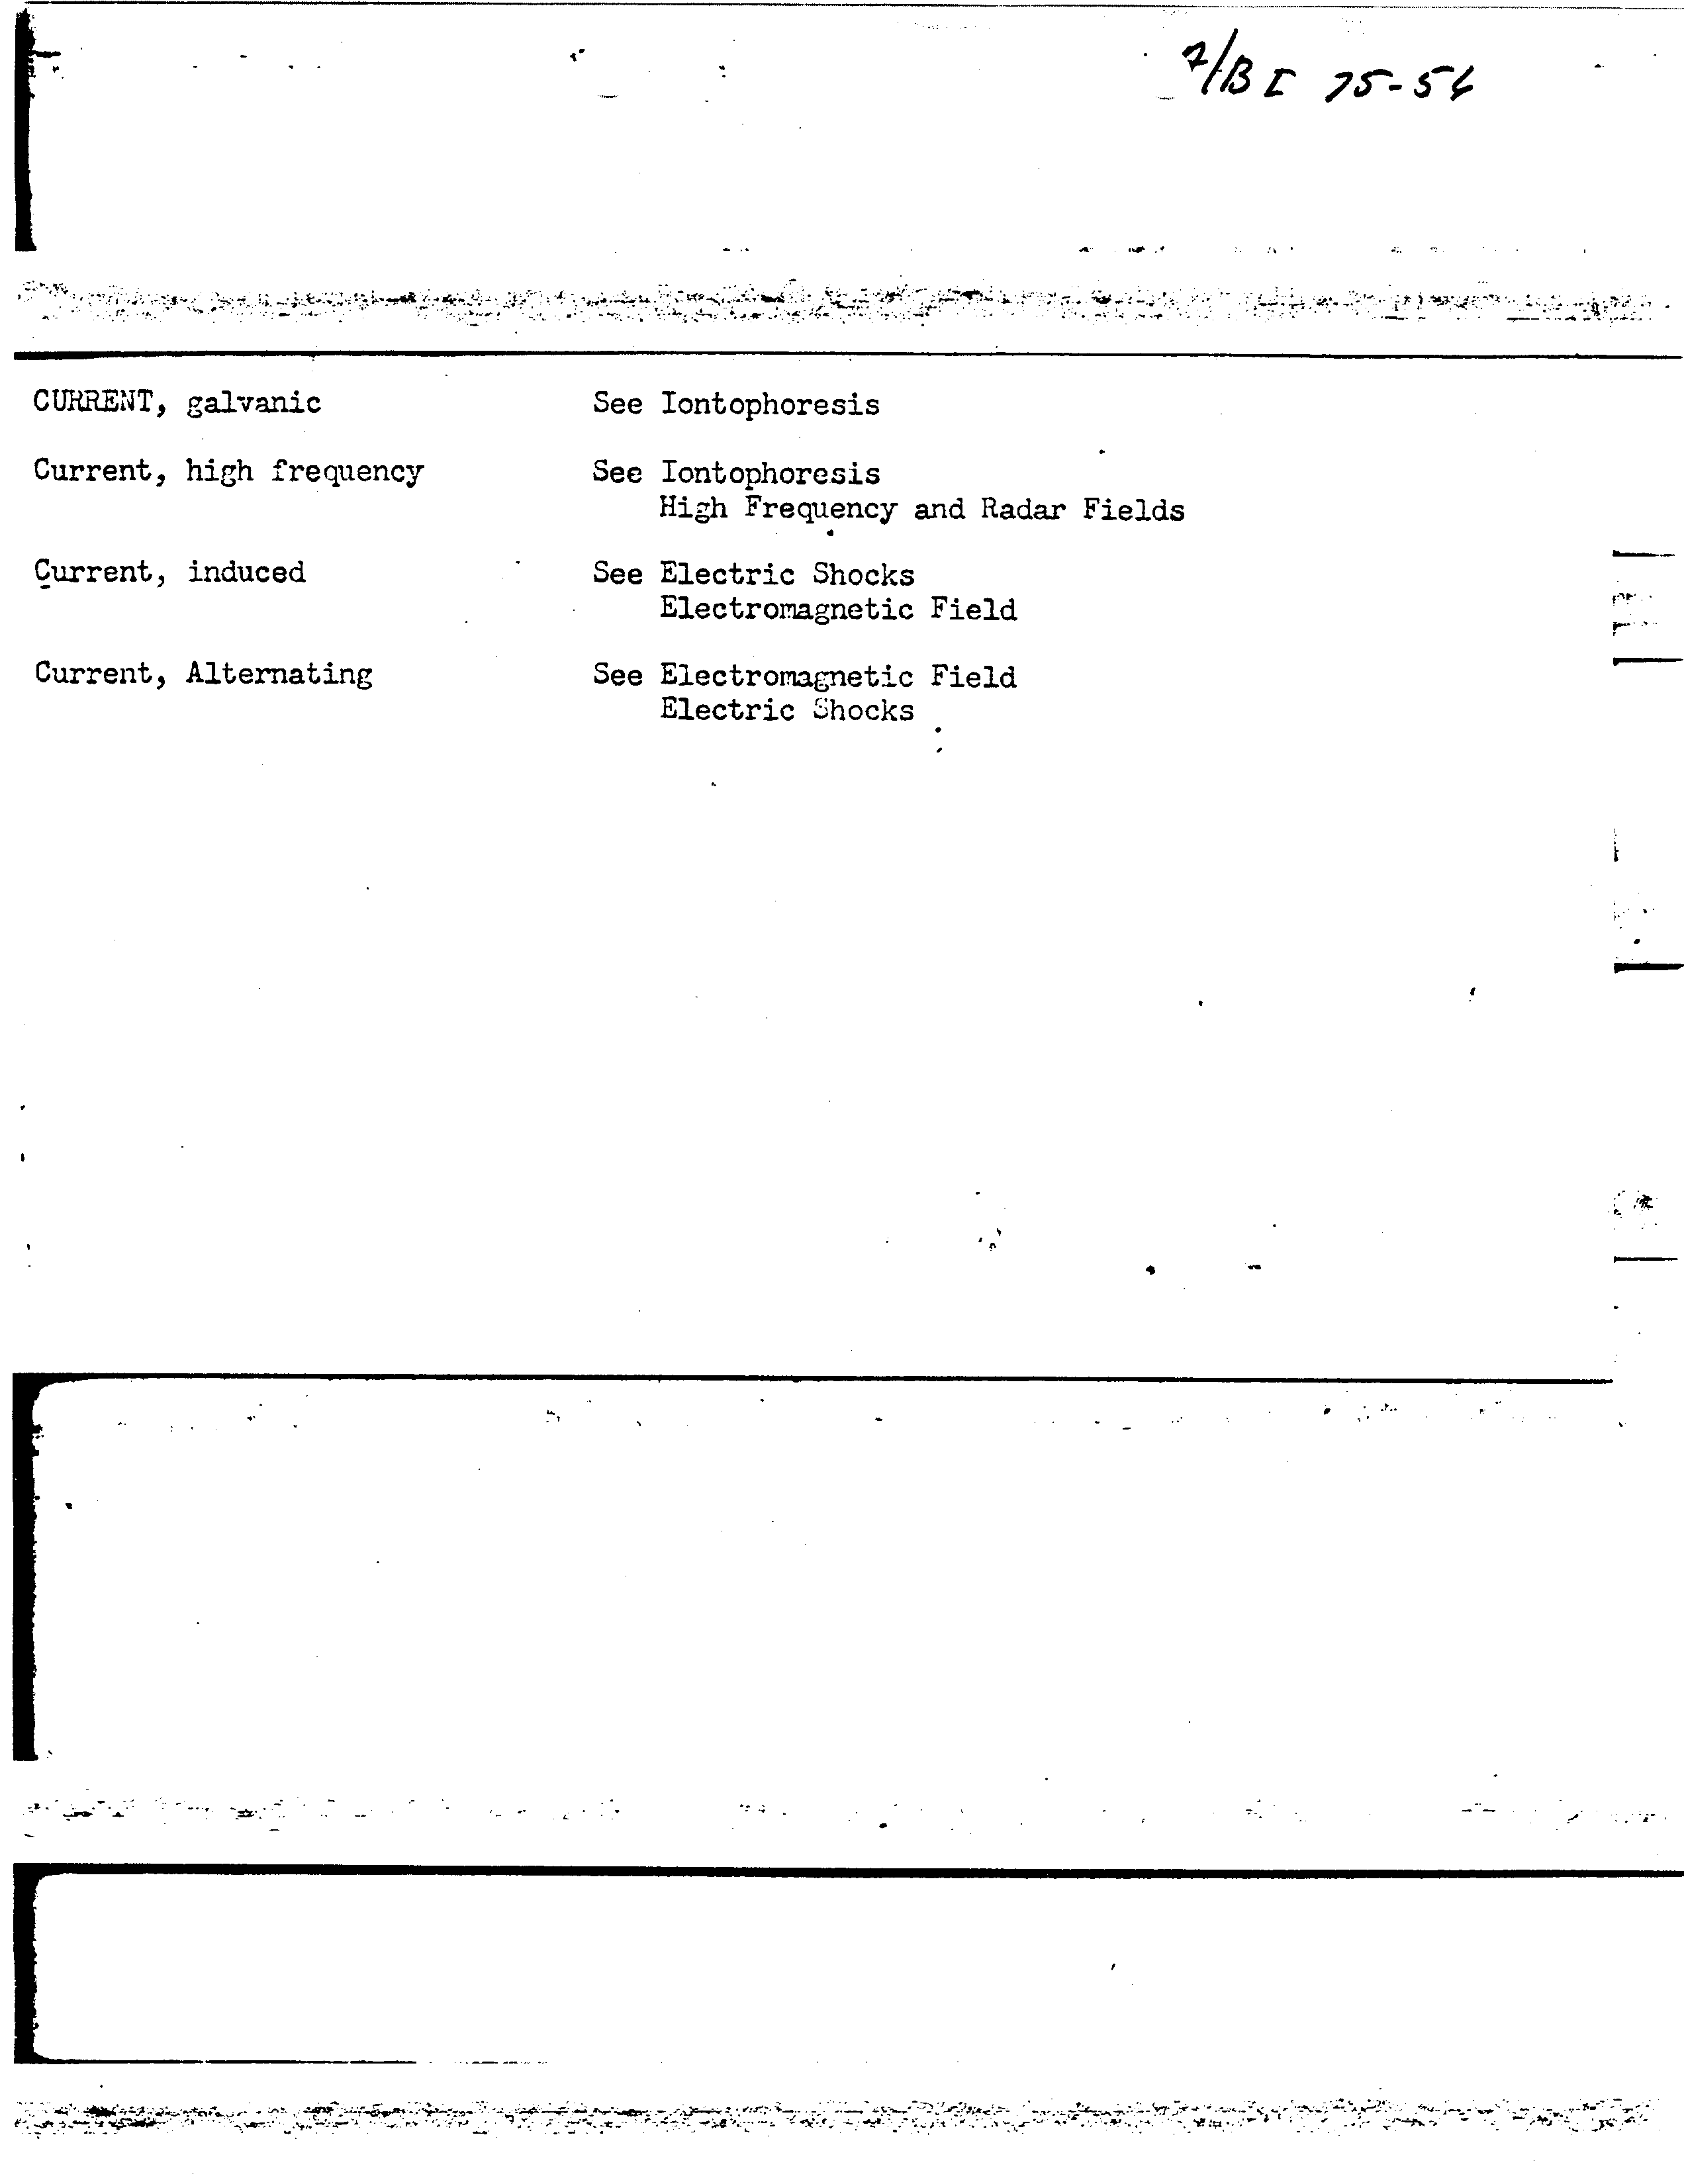 7/BI 75-54
CURRENT, galvanic See Iontophoresis
Current, high frequency See Iontophoresis
High Frequency and Radar Fields
Current, induced See Electric Shocks
Electromagnetic Field
Current, Alternating See Electromagnetic Field
Electric Shocks